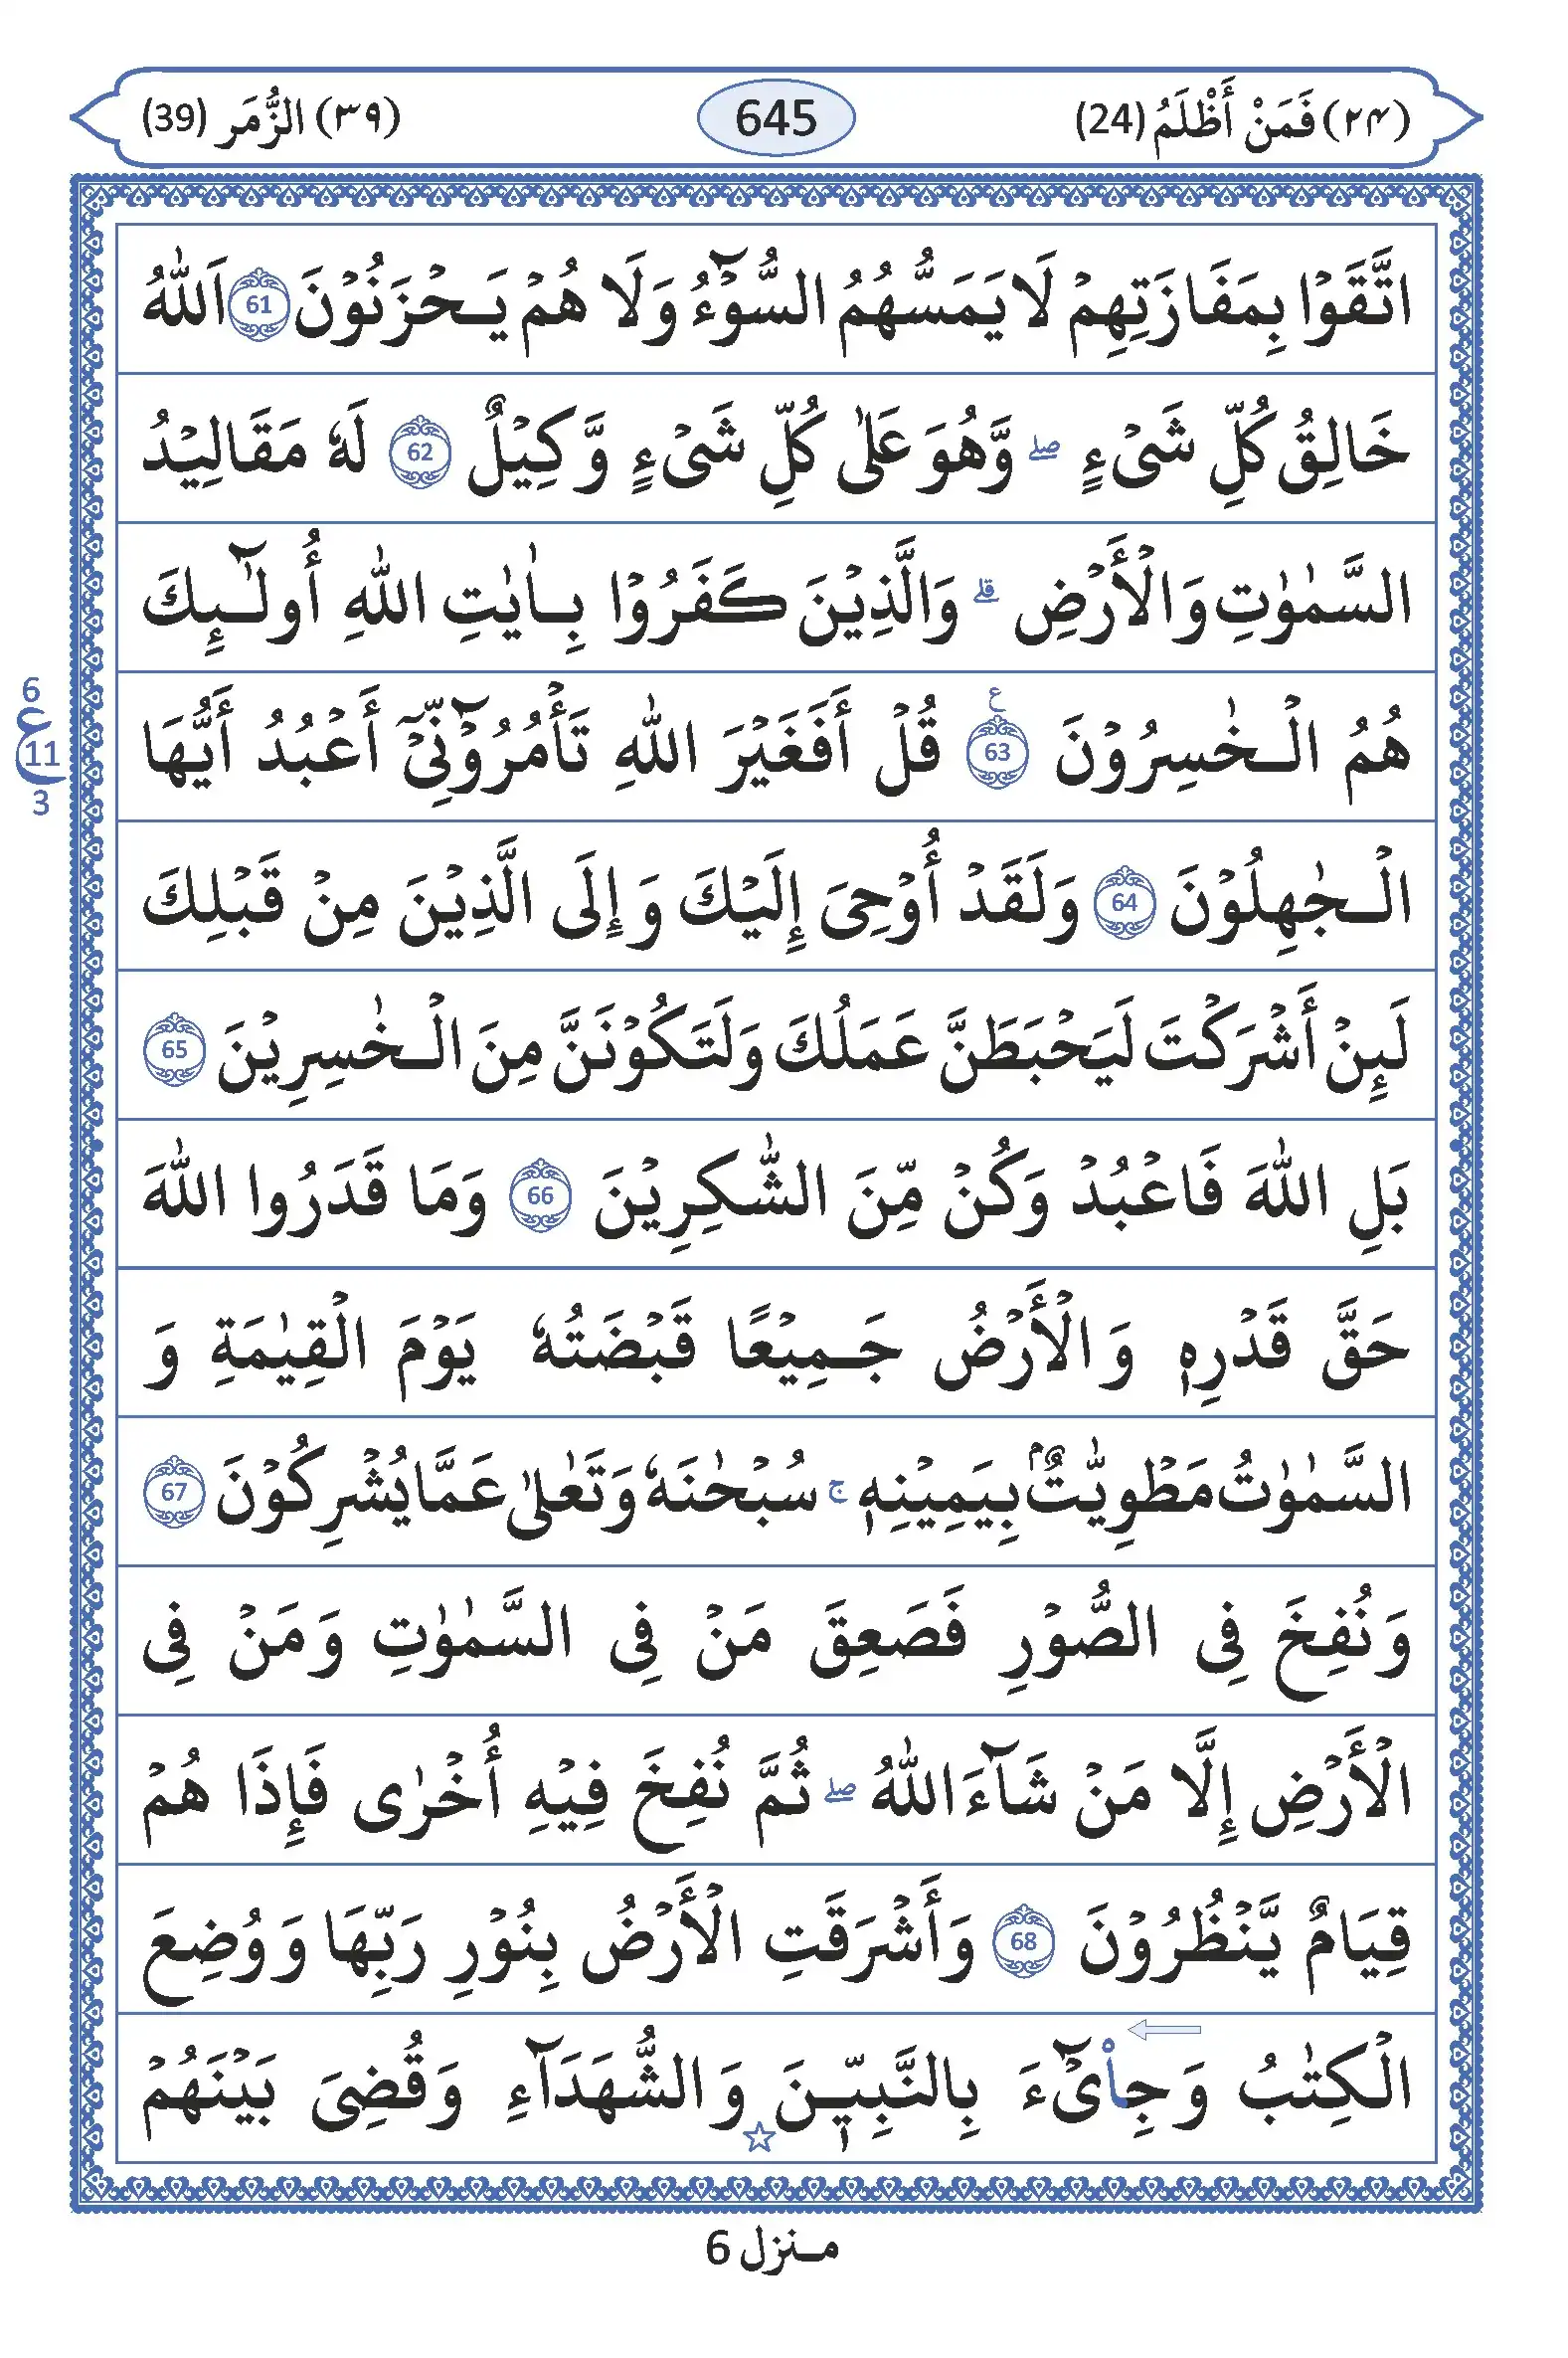 (٢٤) فَمَنْ أَظْلَمُ (24) 645 (٣٩) الزُّمَر (39)
اتَّقَوْا بِمَفَازَتِهِمْ لَا يَمَسُّهُمُ السُّوْٓءُ وَلَا هُمْ يَحْزَنُوْنَ 61 اَللّٰهُ
خَالِقُ كُلِّ شَیْءٍ ۖ وَّهُوَ عَلٰی كُلِّ شَیْءٍ وَّكِيْلٌ 62 لَهٗ مَقَالِيْدُ
السَّمٰوٰتِ وَالْأَرْضِ ۗ وَالَّذِيْنَ كَفَرُوْا بِاٰيٰتِ اللّٰهِ أُولٰٓئِكَ
هُمُ الْخٰسِرُوْنَ 63 ع قُلْ أَفَغَيْرَ اللّٰهِ تَأْمُرُوْٓنِّیْٓ أَعْبُدُ أَيُّهَا
6
ع 11
3
الْجٰهِلُوْنَ 64 وَلَقَدْ أُوْحِیَ إِلَيْكَ وَإِلَی الَّذِيْنَ مِنْ قَبْلِكَ
لَئِنْ أَشْرَكْتَ لَيَحْبَطَنَّ عَمَلُكَ وَلَتَكُوْنَنَّ مِنَ الْخٰسِرِيْنَ 65
بَلِ اللّٰهَ فَاعْبُدْ وَكُنْ مِّنَ الشّٰكِرِيْنَ 66 وَمَا قَدَرُوا اللّٰهَ
حَقَّ قَدْرِهٖ وَالْأَرْضُ جَمِيْعًا قَبْضَتُهٗ يَوْمَ الْقِيٰمَةِ وَ
السَّمٰوٰتُ مَطْوِيّٰتٌۢ بِيَمِيْنِهٖ ۚ سُبْحٰنَهٗ وَتَعٰلٰی عَمَّا يُشْرِكُوْنَ 67
وَنُفِخَ فِی الصُّوْرِ فَصَعِقَ مَنْ فِی السَّمٰوٰتِ وَمَنْ فِی
الْأَرْضِ إِلَّا مَنْ شَآءَ اللّٰهُ ۖ ثُمَّ نُفِخَ فِيْهِ أُخْرٰی فَإِذَا هُمْ
قِيَامٌ يَّنْظُرُوْنَ 68 وَأَشْرَقَتِ الْأَرْضُ بِنُوْرِ رَبِّهَا وَوُضِعَ
الْكِتٰبُ وَجِا۟یْٓءَ بِالنَّبِيّٖنَ وَالشُّهَدَآءِ وَقُضِیَ بَيْنَهُمْ
منزل 6